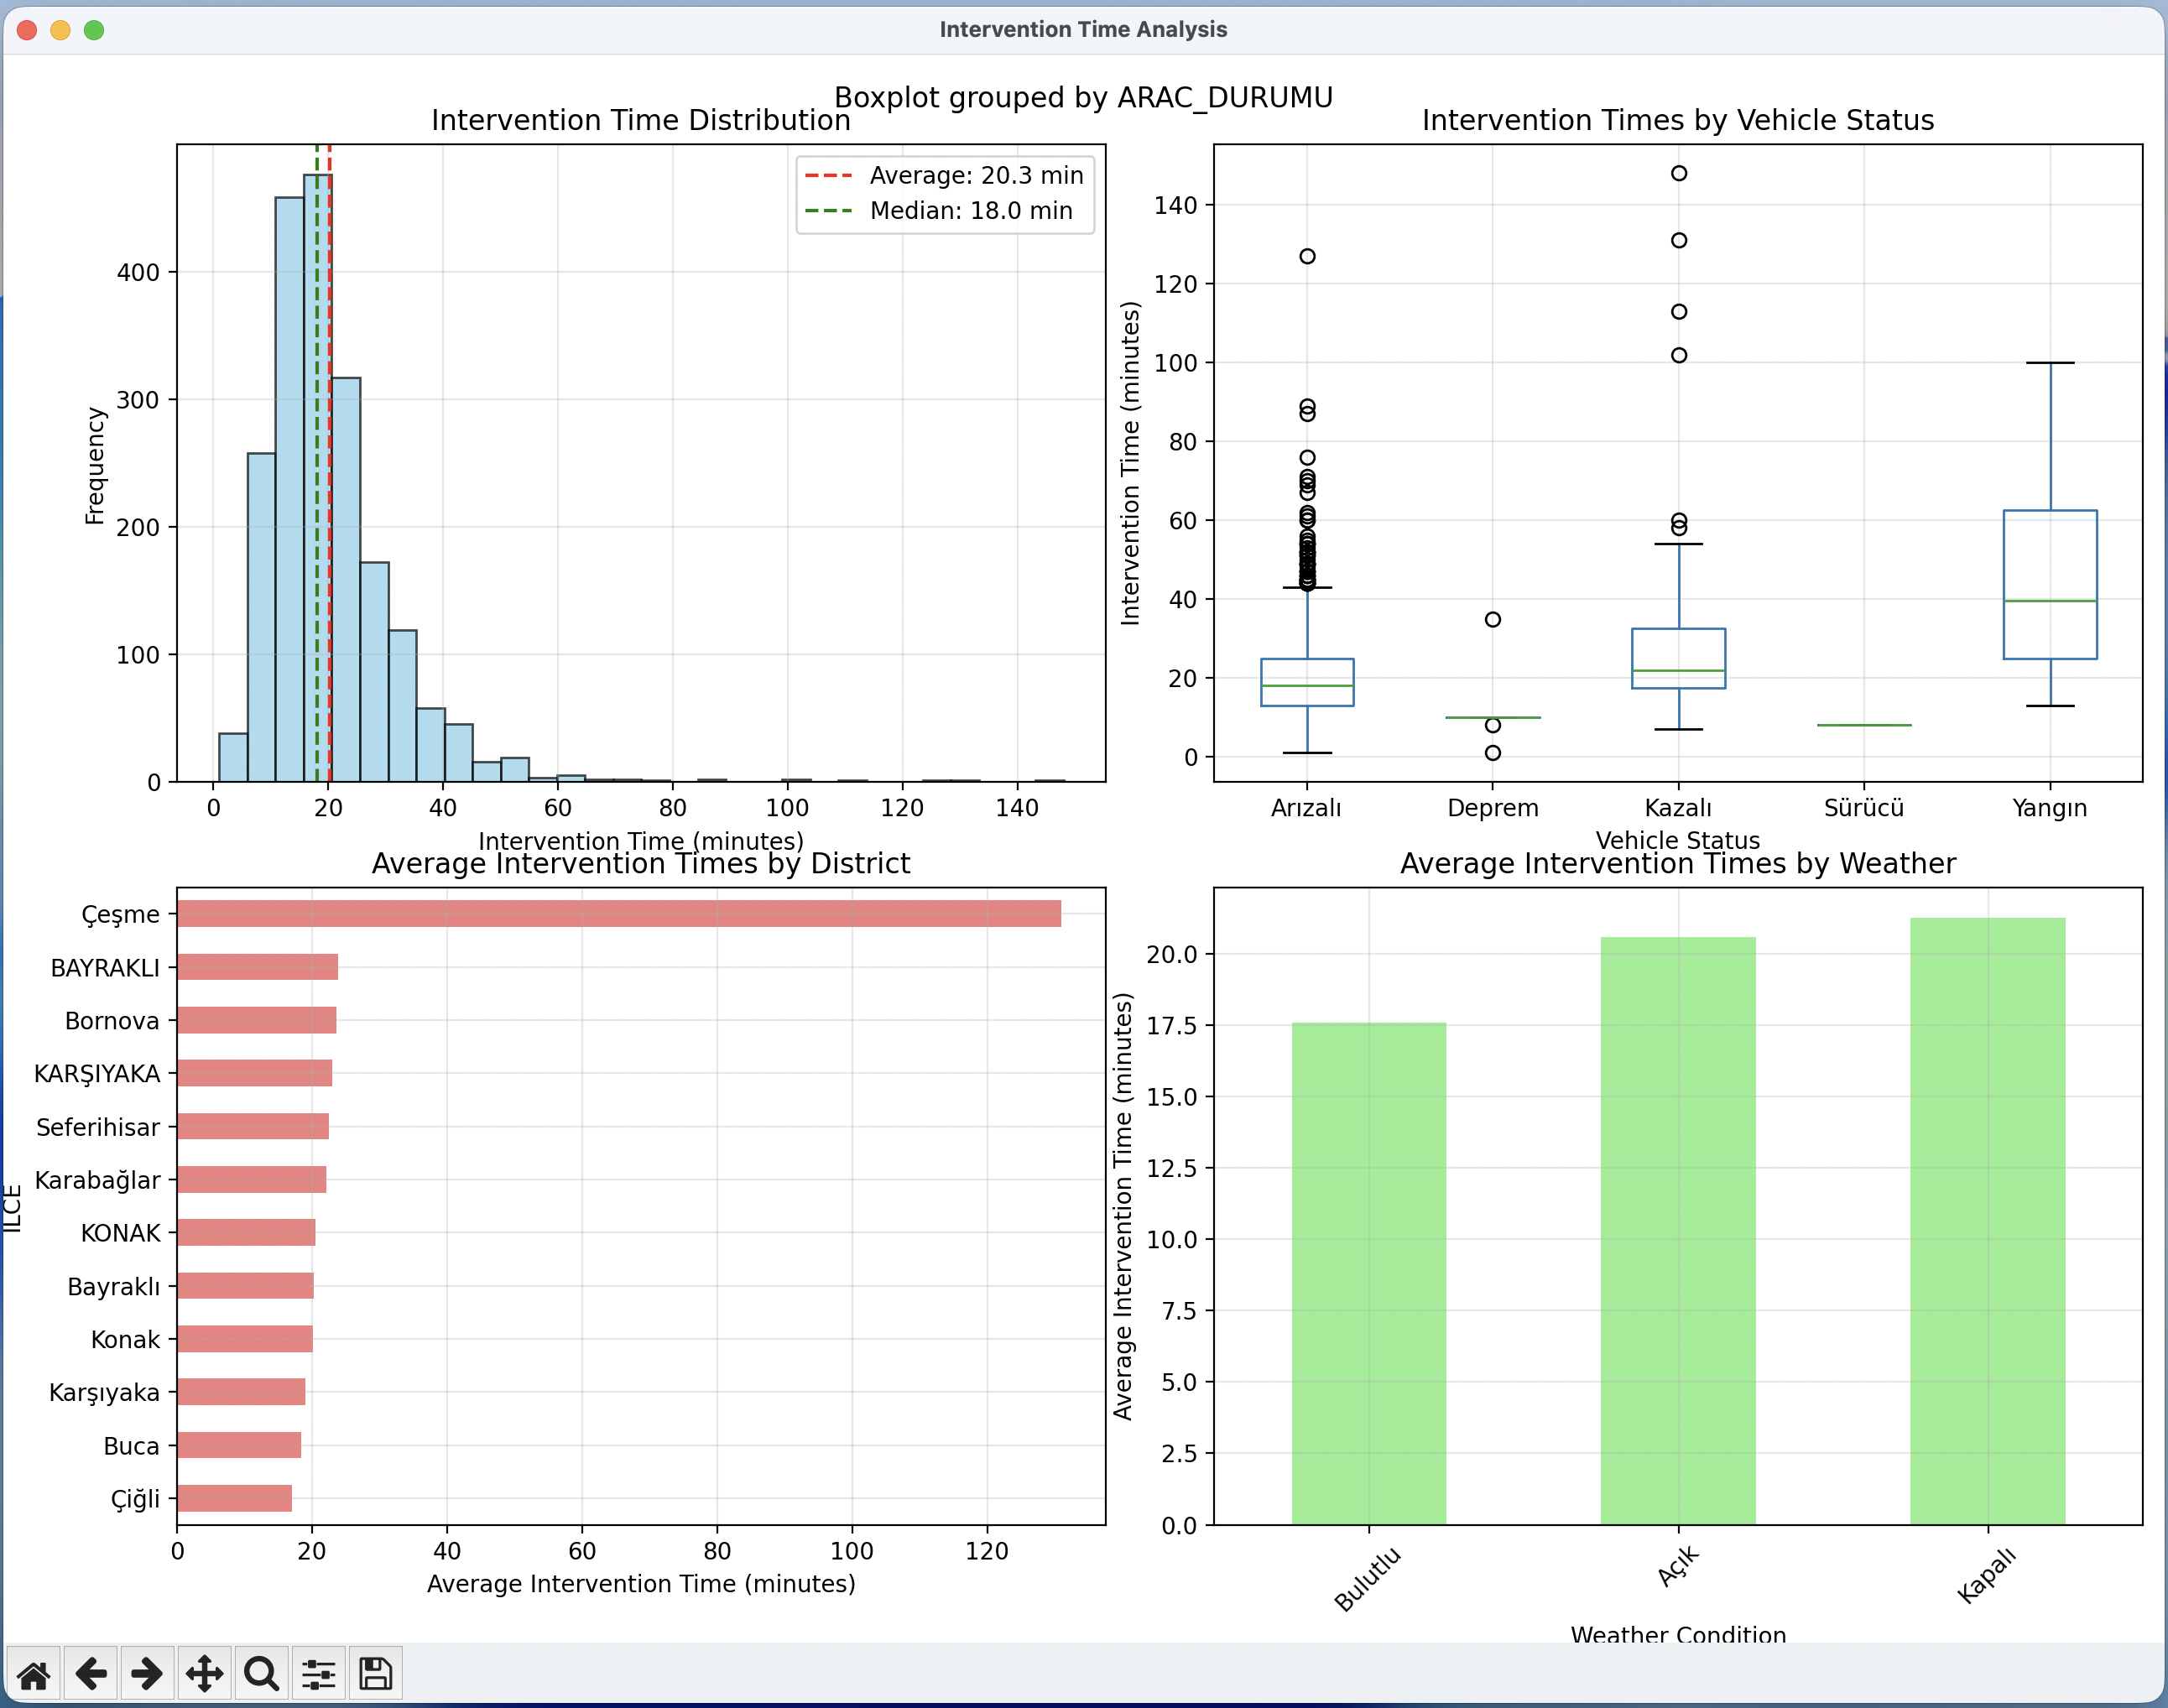 Intervention Time Analysis
Boxplot grouped by ARAC_DURUMU
Intervention Time Distribution
Average: 20.3 min
Median: 18.0 min
Frequency
400
300
200
100
0
0 20 40 60 80 100 120 140
Intervention Time (minutes)
Intervention Times by Vehicle Status
Intervention Time (minutes)
140
120
100
80
60
40
20
0
Arızalı Deprem Kazalı Sürücü Yangın
Vehicle Status
Average Intervention Times by District
ILCE
Çeşme
BAYRAKLI
Bornova
KARŞIYAKA
Seferihisar
Karabağlar
KONAK
Bayraklı
Konak
Karşıyaka
Buca
Çiğli
0 20 40 60 80 100 120
Average Intervention Time (minutes)
Average Intervention Times by Weather
Average Intervention Time (minutes)
20.0
17.5
15.0
12.5
10.0
7.5
5.0
2.5
0.0
Bulutlu Açık Kapalı
Weather Condition